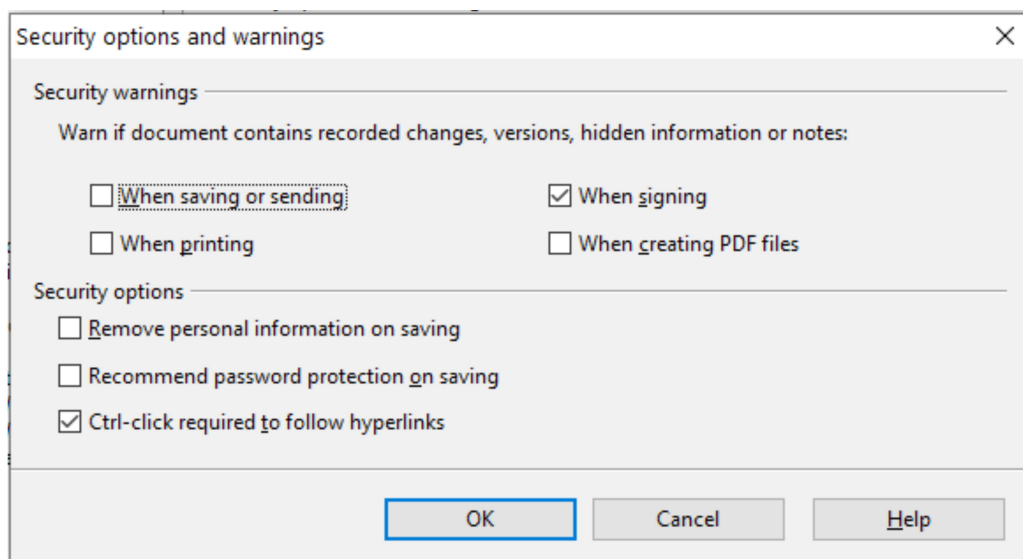 Security options and warnings
Security warnings
Warn if document contains recorded changes, versions, hidden information or notes:
When saving or sending
When signing
When printing
When creating PDF files
Security options
Remove personal information on saving
Recommend password protection on saving
Ctrl-click required to follow hyperlinks
OK
Cancel
Help